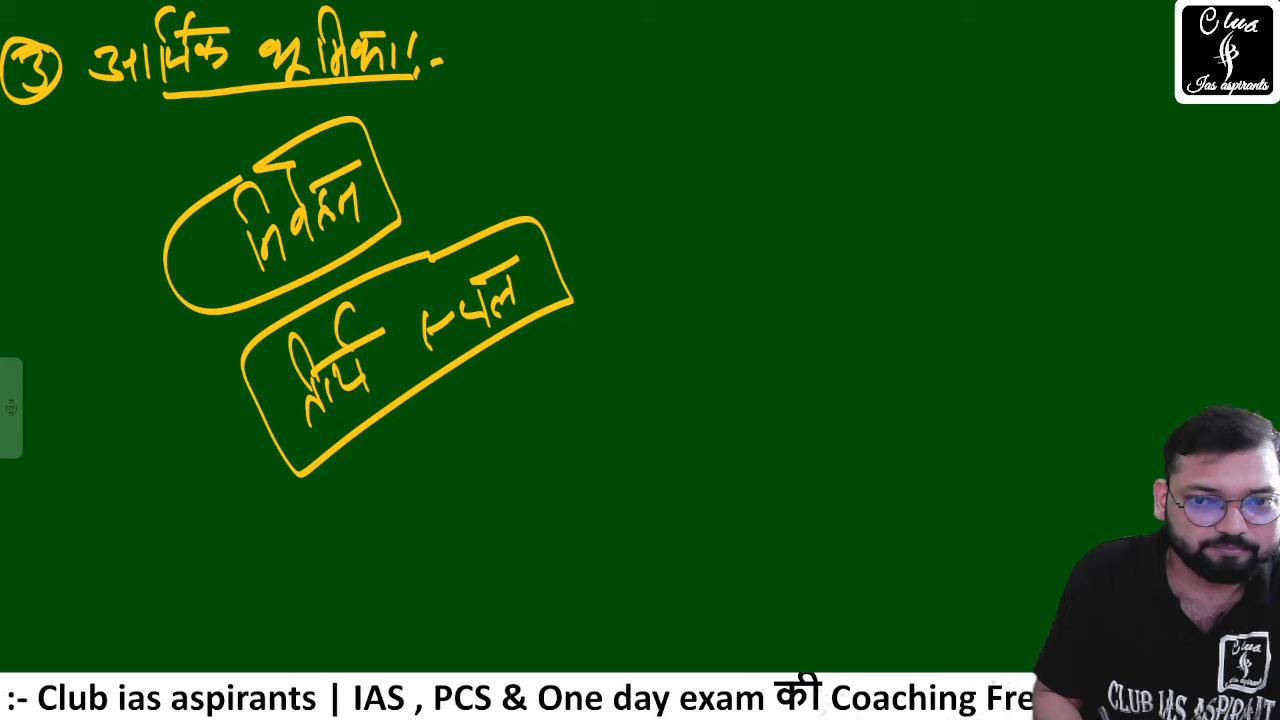 ③ आर्थिक भूमिका:-
निर्वहन
तीर्थ स्थल
Club
Ias aspirants
CLUB IAS ASPIRANT
:- Club ias aspirants | IAS , PCS & One day exam की Coaching Fre